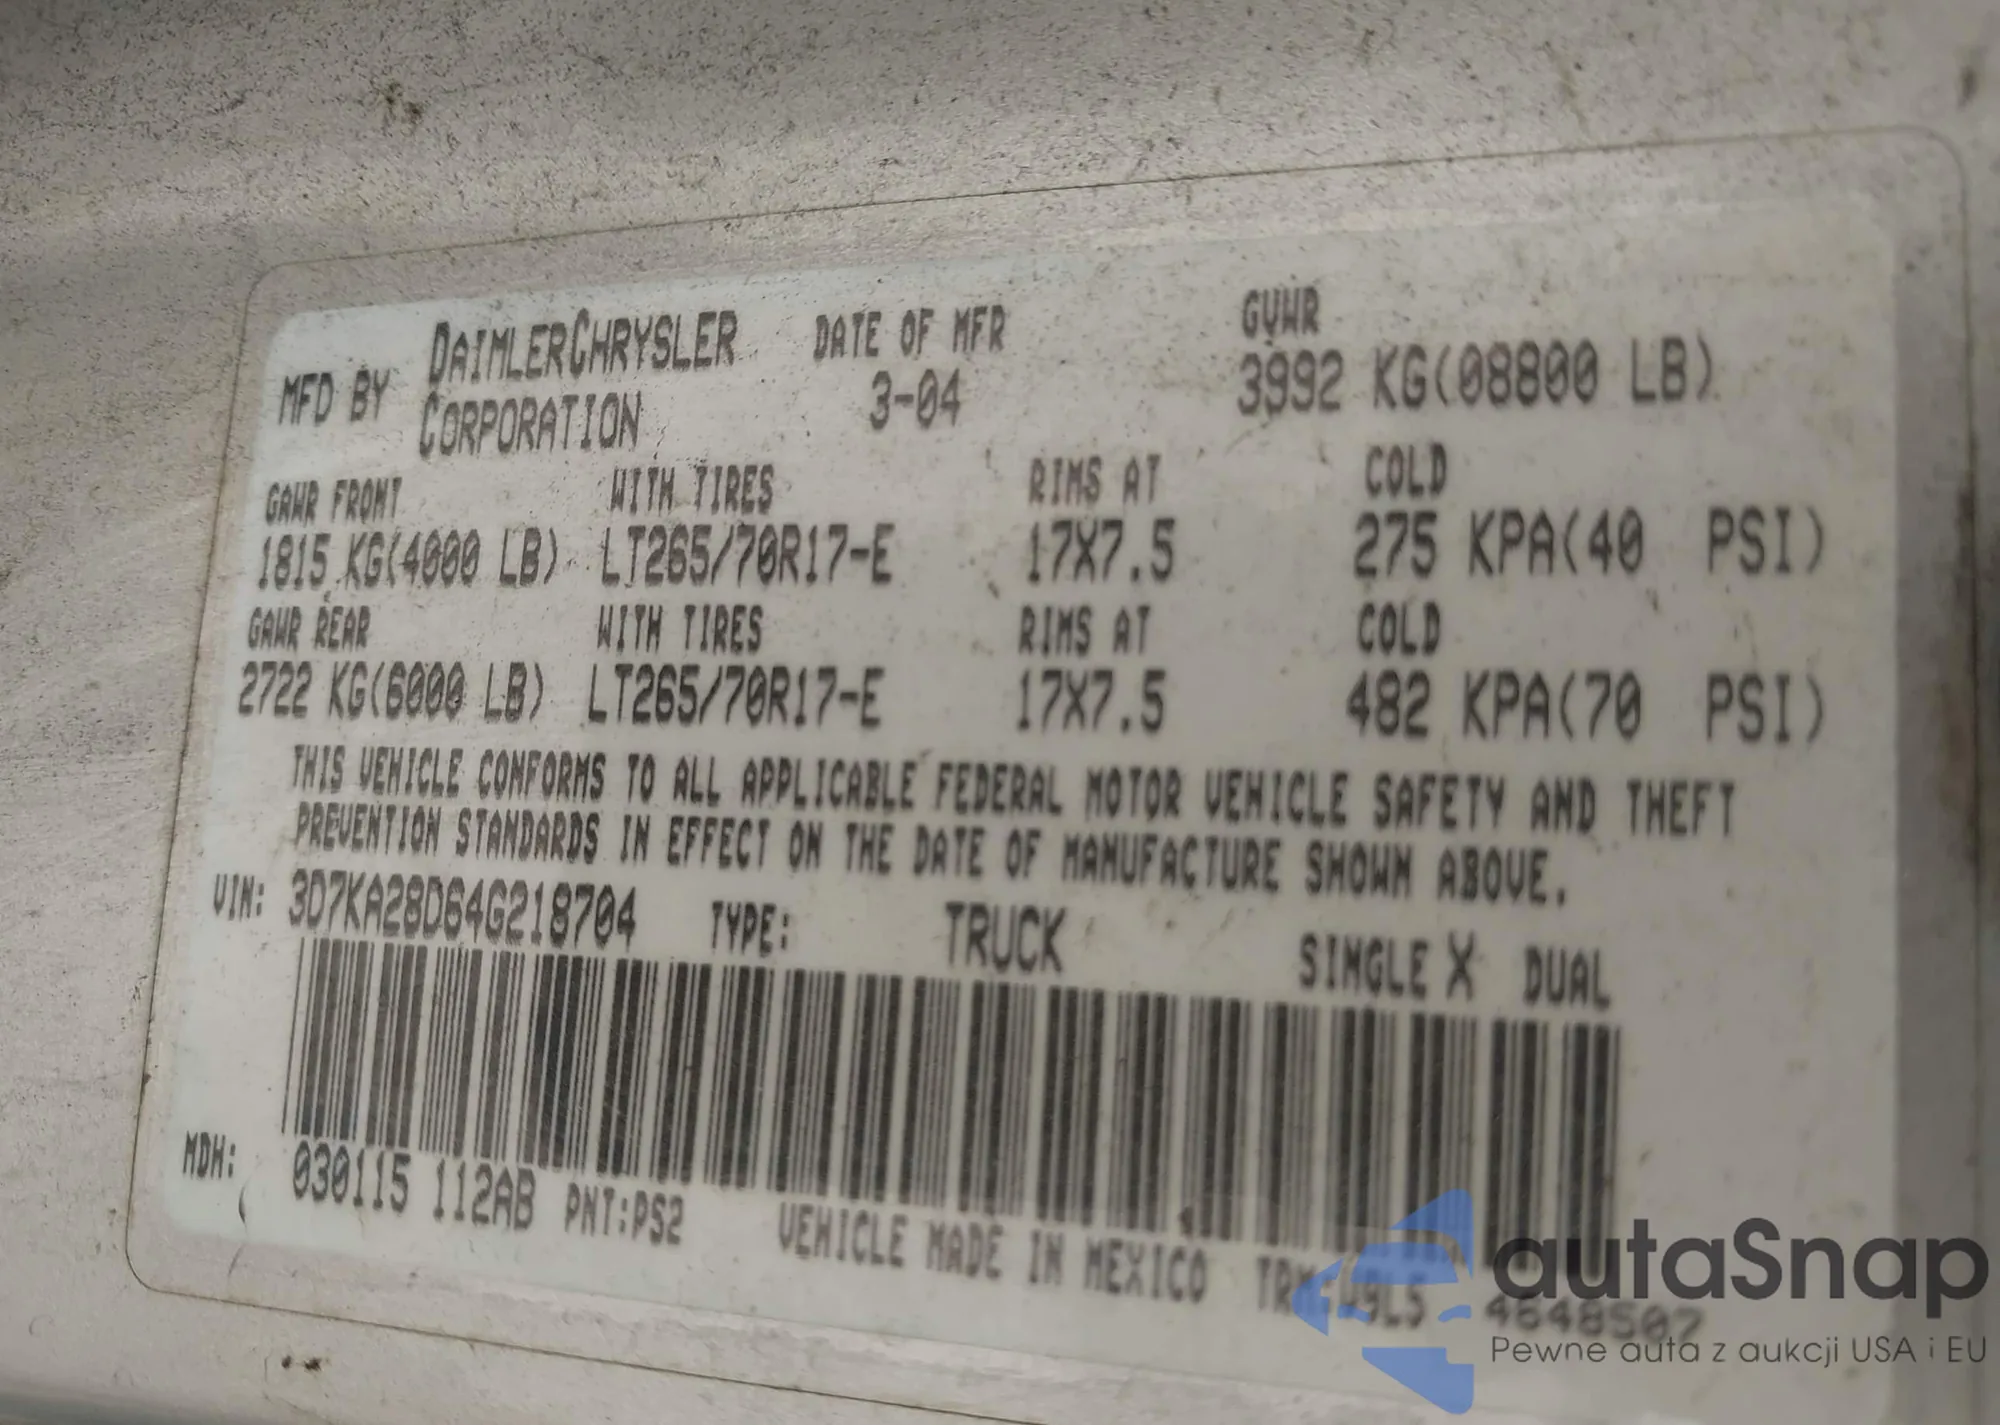 MFD BY DAIMLERCHRYSLER CORPORATION DATE OF MFR 3-04 GVWR 3992 KG(08800 LB)
GAWR FRONT WITH TIRES RIMS AT COLD
1815 KG(4000 LB) LT265/70R17-E 17X7.5 275 KPA(40 PSI)
GAWR REAR WITH TIRES RIMS AT COLD
2722 KG(6000 LB) LT265/70R17-E 17X7.5 482 KPA(70 PSI)
THIS VEHICLE CONFORMS TO ALL APPLICABLE FEDERAL MOTOR VEHICLE SAFETY AND THEFT
PREVENTION STANDARDS IN EFFECT ON THE DATE OF MANUFACTURE SHOWN ABOVE.
VIN: 3D7KA28D64G218704 TYPE: TRUCK SINGLE X DUAL
MDH: 030115 112AB PNT:PS2 VEHICLE MADE IN MEXICO 4648507
autaSnap
Pewne auta z aukcji USA i EU